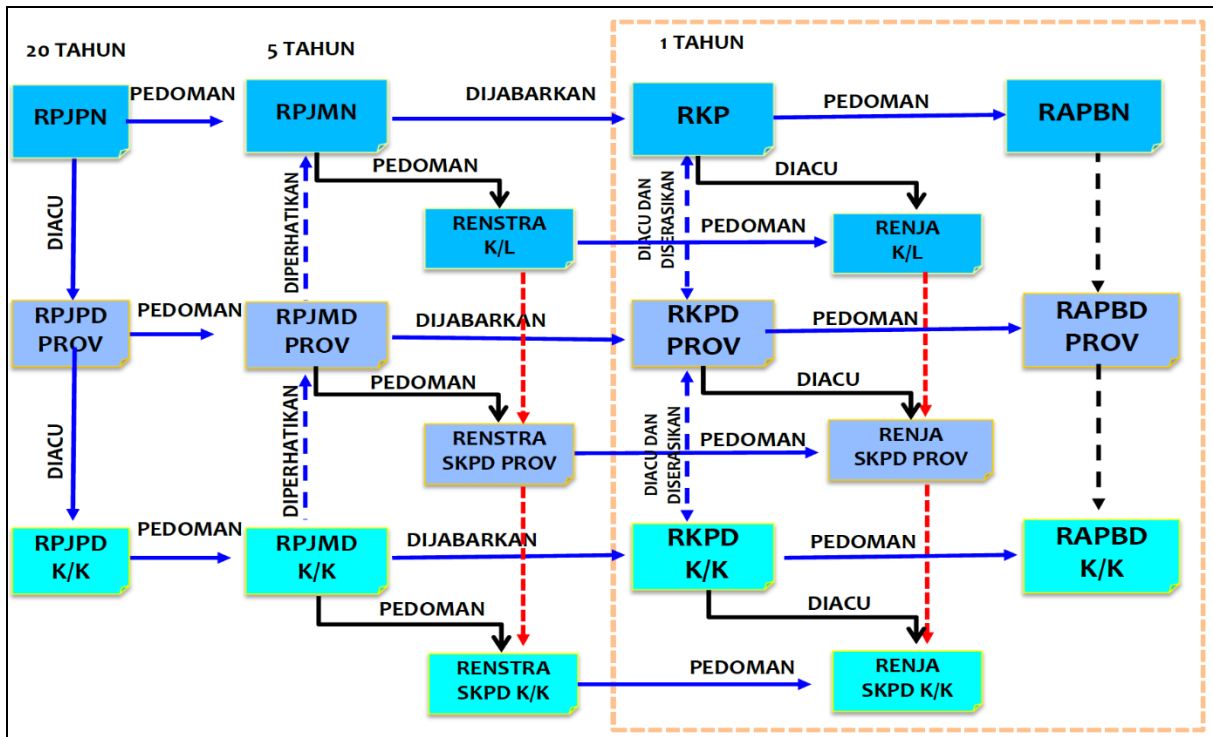 20 TAHUN
5 TAHUN
1 TAHUN
RPJPN
PEDOMAN
RPJMN
DIJABARKAN
RKP
PEDOMAN
RAPBN
DIACU
DIPERHATIKAN
PEDOMAN
RENSTRA
K/L
PEDOMAN
DIACU DAN
DISERASIKAN
DIACU
RENJA
K/L
RPJPD
PROV
PEDOMAN
RPJMD
PROV
DIJABARKAN
RKPD
PROV
PEDOMAN
RAPBD
PROV
DIACU
DIPERHATIKAN
PEDOMAN
RENSTRA
SKPD PROV
PEDOMAN
DIACU DAN
DISERASIKAN
DIACU
RENJA
SKPD PROV
RPJPD
K/K
PEDOMAN
RPJMD
K/K
DIJABARKAN
RKPD
K/K
PEDOMAN
RAPBD
K/K
PEDOMAN
RENSTRA
SKPD K/K
PEDOMAN
DIACU
RENJA
SKPD K/K